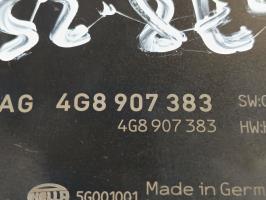 AG 4G8 907 383 SW:
4G8 907 383 HW:
HELLA 5G001001 Made in Germ